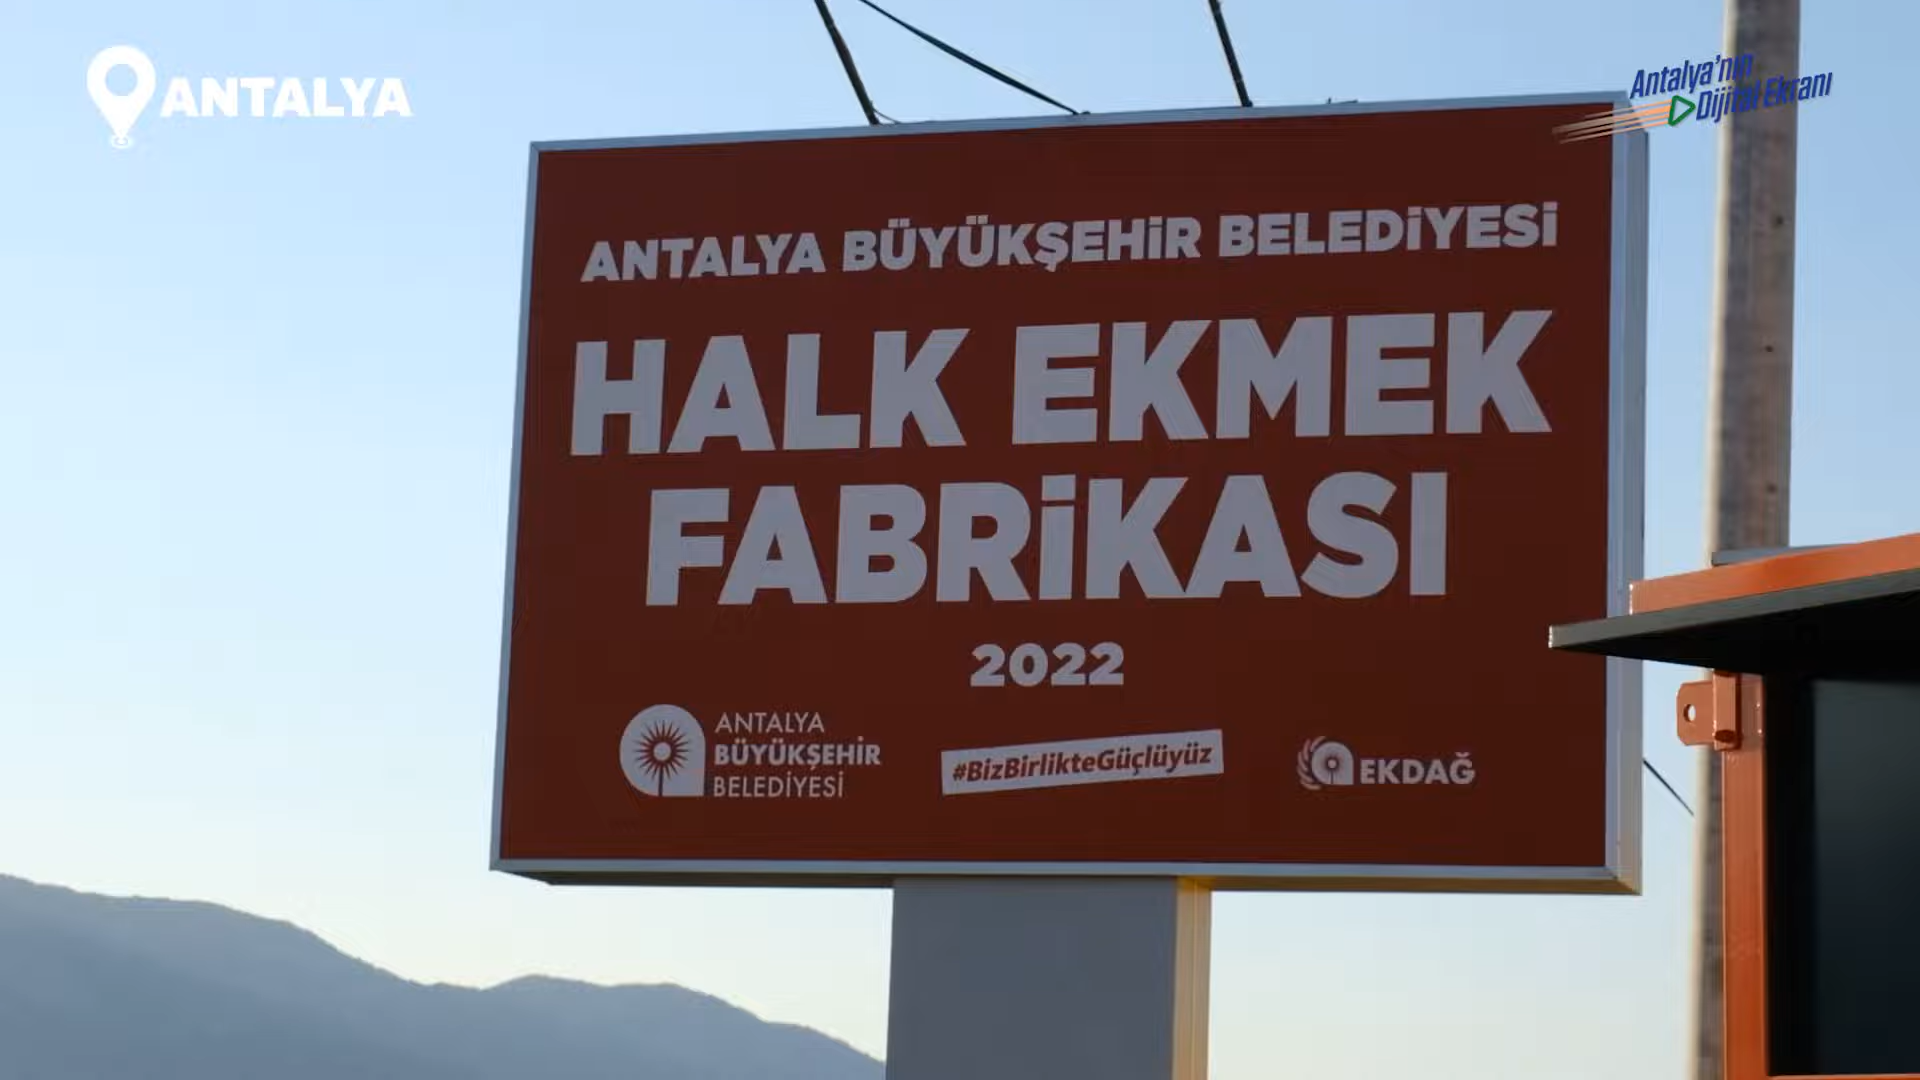 ANTALYA
Antalya'nın
Dijital Ekranı
ANTALYA BÜYÜKŞEHİR BELEDİYESİ
HALK EKMEK
FABRİKASI
2022
ANTALYA
BÜYÜKŞEHİR
BELEDİYESİ
#BizBirlikteGüçlüyüz
EKDAĞ